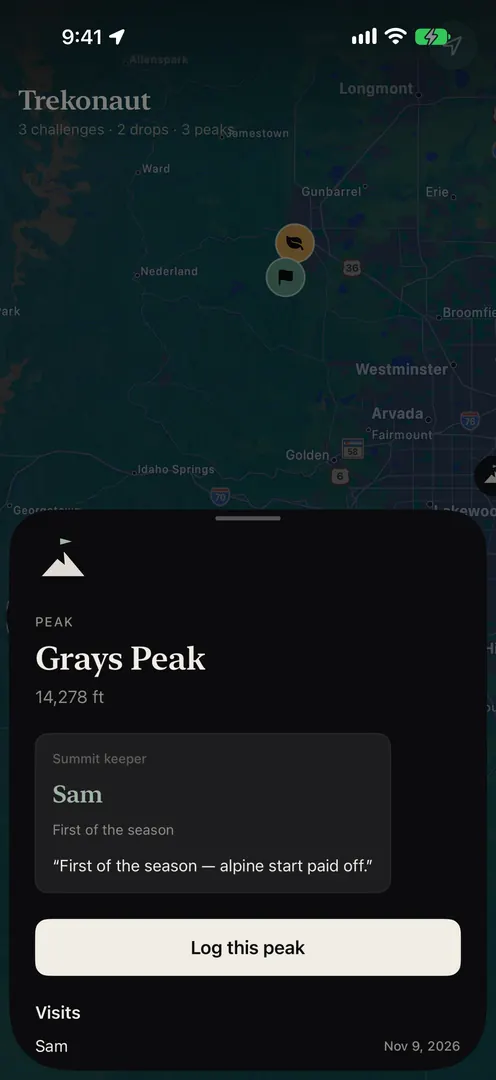 9:41
Allenspark
Trekonaut
Longmont
3 challenges · 2 drops · 3 peaks
Jamestown
Ward
Gunbarrel
Erie
36
Nederland
ark
Broomfie
Westminster
Arvada
76
Fairmount
58
Golden
6
Idaho Springs
70
Georgetown
Lakewoo
PEAK
Grays Peak
14,278 ft
Summit keeper
Sam
First of the season
“First of the season — alpine start paid off.”
Log this peak
Visits
Sam
Nov 9, 2026